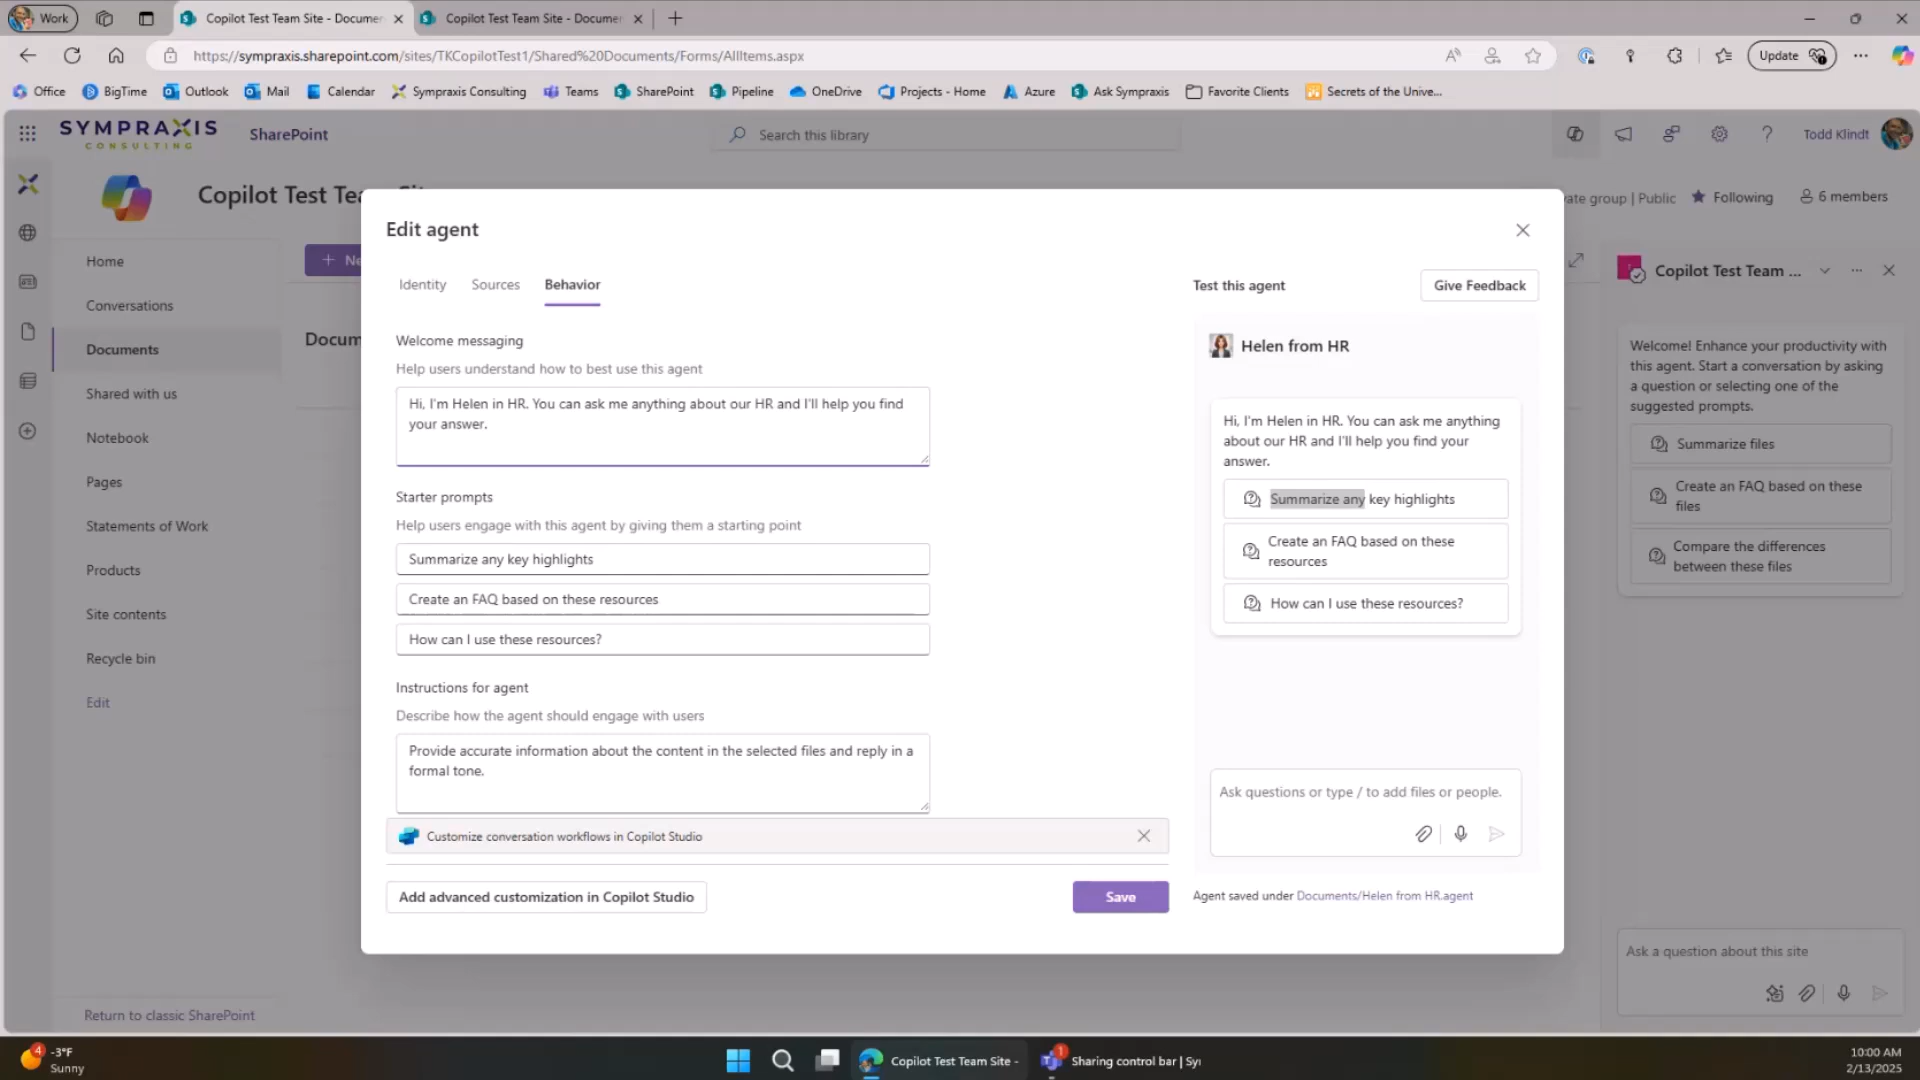 Work
Copilot Test Team Site - Documen
Copilot Test Team Site - Documen
https://sympraxis.sharepoint.com/sites/TKCopilotTest1/Shared%20Documents/Forms/AllItems.aspx
Update
Office
BigTime
Outlook
Mail
Calendar
Sympraxis Consulting
Teams
SharePoint
Pipeline
OneDrive
Projects - Home
Azure
Ask Sympraxis
Favorite Clients
Secrets of the Unive...
SYMPRAXIS
CONSULTING
SharePoint
Search this library
Todd Klindt
Copilot Test Te
ate group | Public
Following
6 members
Home
Conversations
Documents
Shared with us
Notebook
Pages
Statements of Work
Products
Site contents
Recycle bin
Edit
Return to classic SharePoint
+ Ne
Docum
Edit agent
Identity
Sources
Behavior
Welcome messaging
Help users understand how to best use this agent
Hi, I'm Helen in HR. You can ask me anything about our HR and I'll help you find
your answer.
Starter prompts
Help users engage with this agent by giving them a starting point
Summarize any key highlights
Create an FAQ based on these resources
How can I use these resources?
Instructions for agent
Describe how the agent should engage with users
Provide accurate information about the content in the selected files and reply in a
formal tone.
Customize conversation workflows in Copilot Studio
Add advanced customization in Copilot Studio
Save
Test this agent
Give Feedback
Helen from HR
Hi, I'm Helen in HR. You can ask me anything
about our HR and I'll help you find your
answer.
Summarize any key highlights
Create an FAQ based on these
resources
How can I use these resources?
Ask questions or type / to add files or people.
Agent saved under Documents/Helen from HR.agent
Copilot Test Team ...
Welcome! Enhance your productivity with
this agent. Start a conversation by asking
a question or selecting one of the
suggested prompts.
Summarize files
Create an FAQ based on these
files
Compare the differences
between these files
Ask a question about this site
4
-3°F
Sunny
Copilot Test Team Site -
1
Sharing control bar | Syı
10:00 AM
2/13/2025